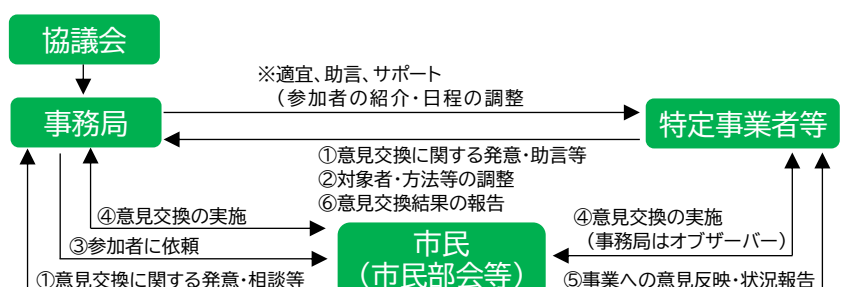 協議会
※適宜、助言、サポート
（参加者の紹介・日程の調整
事務局
特定事業者等
①意見交換に関する発意・助言等
②対象者・方法等の調整
⑥意見交換結果の報告
④意見交換の実施
③参加者に依頼
市民
（市民部会等）
④意見交換の実施
（事務局はオブザーバー）
①意見交換に関する発意・相談等
⑤事業への意見反映・状況報告